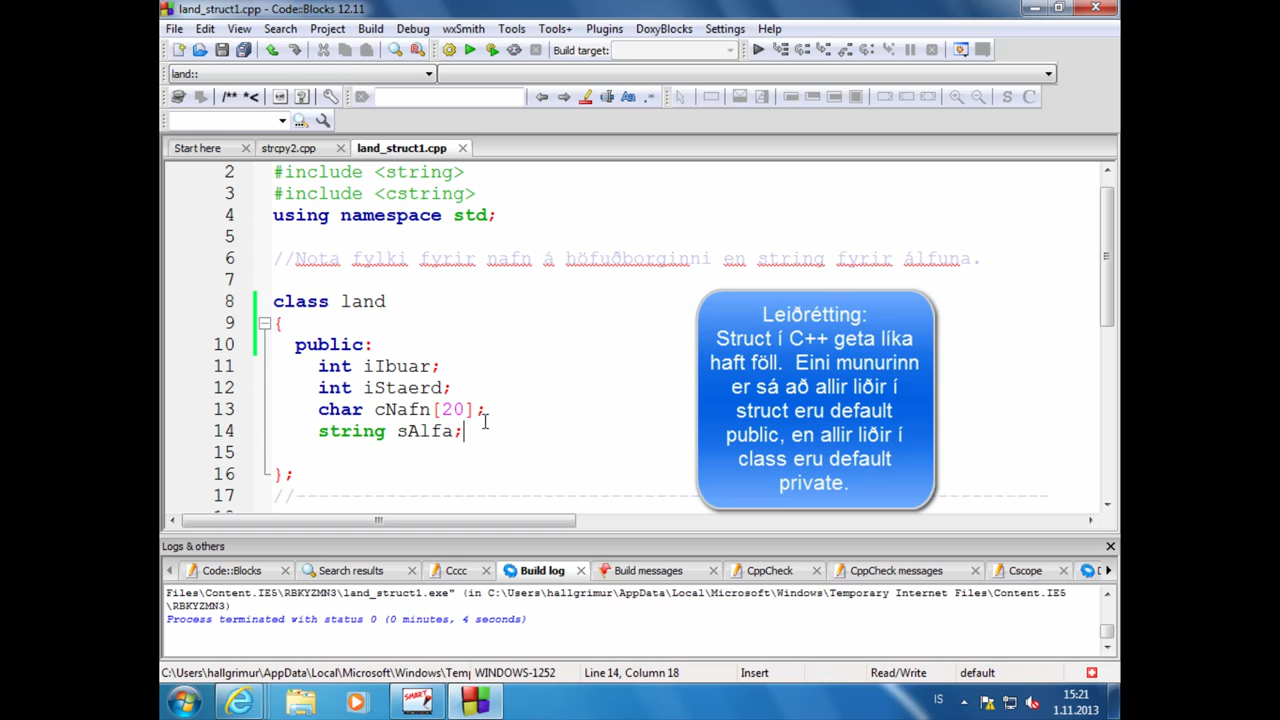 land_struct1.cpp - Code::Blocks 12.11
File Edit View Search Project Build Debug wxSmith Tools Tools+ Plugins DoxyBlocks Settings Help
Build target:
land::
/** *<
S C
Start here strcpy2.cpp land_struct1.cpp
2 #include <string>
3 #include <cstring>
4 using namespace std;
5
6 //Nota fylki fyrir nafn á höfuðborginni en string fyrir álfuna.
7
8 class land
9 {
10 public:
11 int iIbuar;
12 int iStaerd;
13 char cNafn[20];
14 string sAlfa;
15
16 };
17 //----------------------------------------------------------------------
Leiðrétting:
Struct í C++ geta líka
haft föll. Eini munurinn
er sá að allir liðir í
struct eru default
public, en allir liðir í
class eru default
private.
Logs & others
Code::Blocks Search results Cccc Build log Build messages CppCheck CppCheck messages Cscope
Files\Content.IE5\RBKYZMN3\land_struct1.exe" (in C:\Users\hallgrimur\AppData\Local\Microsoft\Windows\Temporary Internet Files\Content.IE5
\RBKYZMN3)
Process terminated with status 0 (0 minutes, 4 seconds)
C:\Users\hallgrimur\AppData\Local\Microsoft\Windows\Temp WINDOWS-1252 Line 14, Column 18 Insert Read/Write default
SMART
IS
15:21
1.11.2013